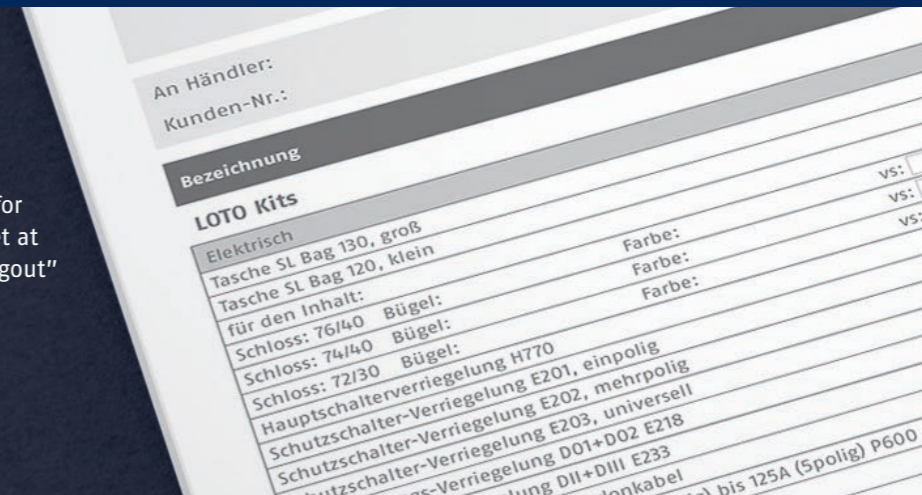 for
t at
gout"
An Händler:
Kunden-Nr.:
Bezeichnung
LOTO Kits
Elektrisch
Tasche SL Bag 130, groß
Tasche SL Bag 120, klein
für den Inhalt:
Schloss: 76/40 Bügel: Farbe: vs:
Schloss: 74/40 Bügel: Farbe: vs:
Schloss: 72/30 Bügel: Farbe: vs:
Hauptschalterverriegelung H770
Schutzschalter-Verriegelung E201, einpolig
Schutzschalter-Verriegelung E202, mehrpolig
Schutzschalter-Verriegelung E203, universell
gs-Verriegelung D01+D02 E218
lung DII+DIII E233
bis 125A (5polig) P600